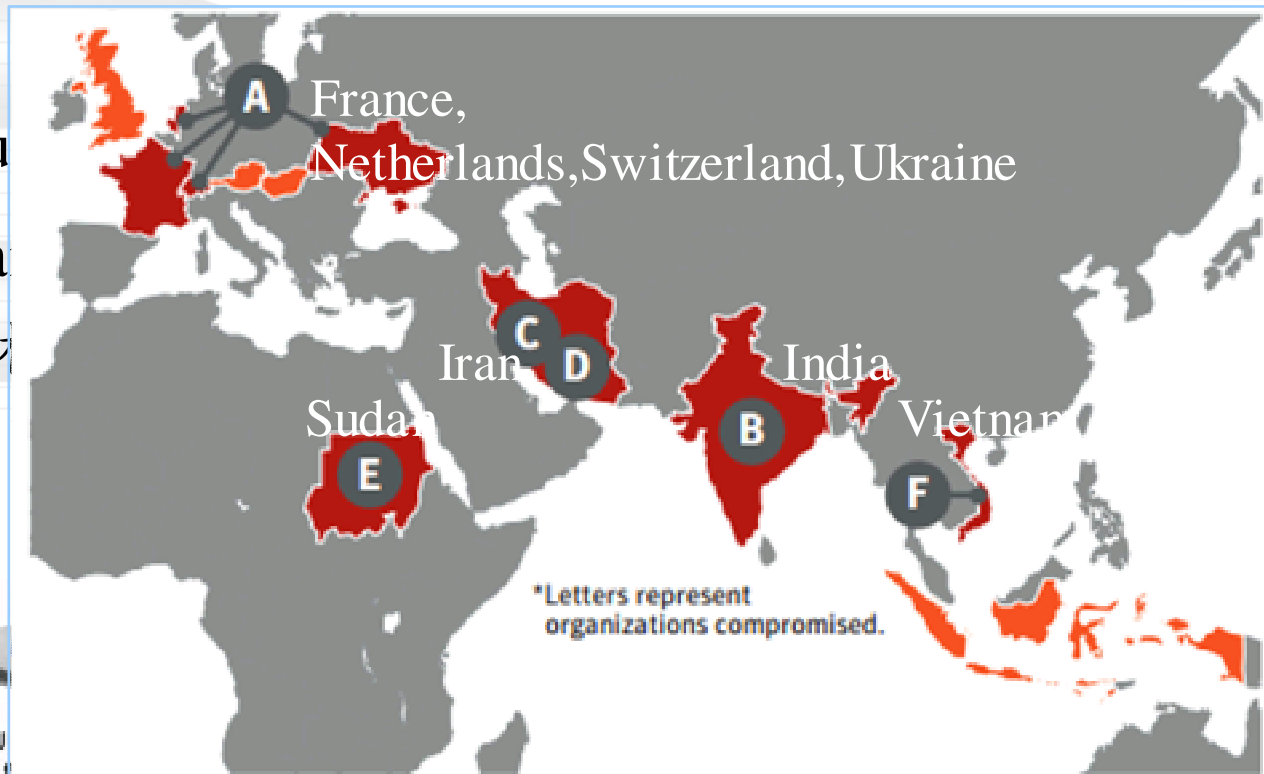 A
France,
Netherlands,Switzerland,Ukraine
C
D
Iran
India
Sudan
Vietnam
B
E
F
*Letters represent
organizations compromised.